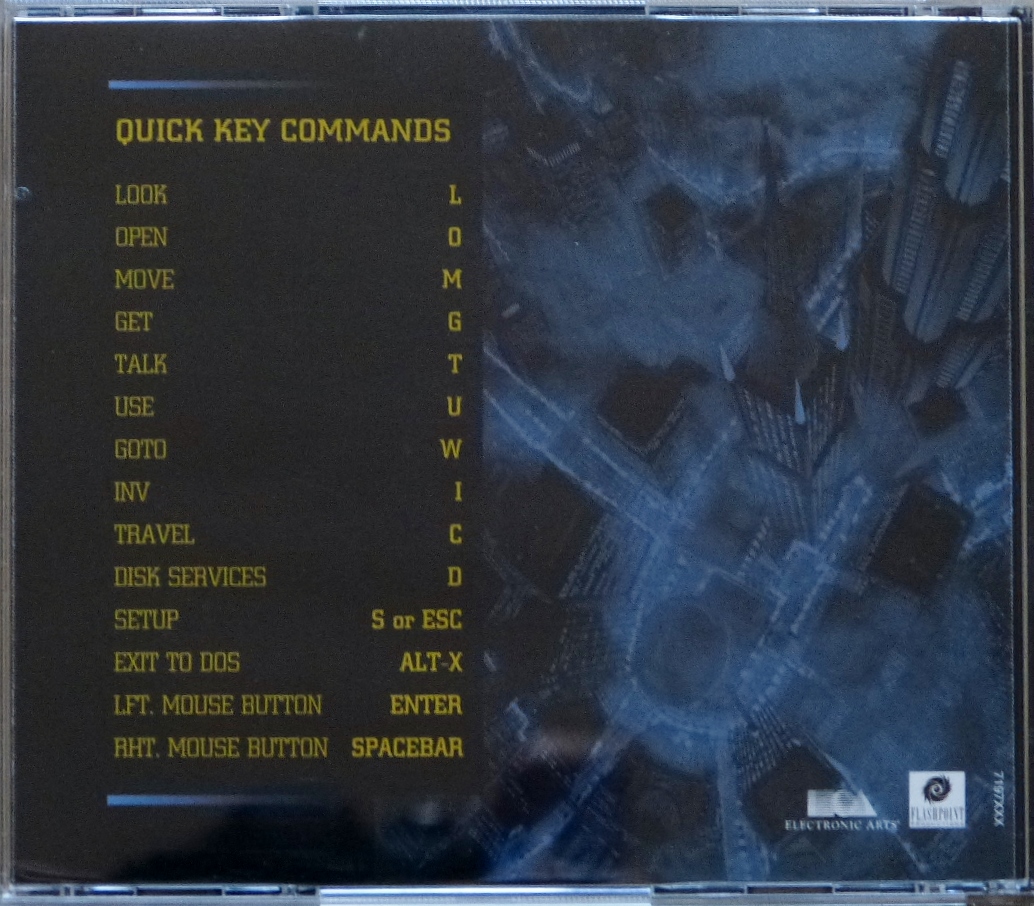 QUICK KEY COMMANDS
LOOK L
OPEN O
MOVE M
GET G
TALK T
USE U
GOTO W
INV I
TRAVEL C
DISK SERVICES D
SETUP S or ESC
EXIT TO DOS ALT-X
LFT. MOUSE BUTTON ENTER
RHT. MOUSE BUTTON SPACEBAR
ELECTRONIC ARTS®
FLASHPOINT
7197XXX